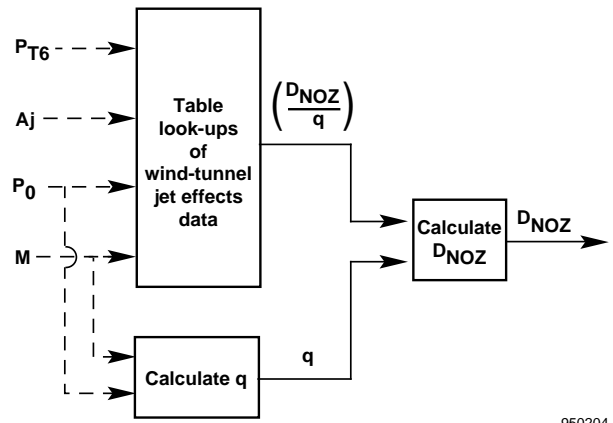 PT6
Aj
P0
M
Table
look-ups
of
wind-tunnel
jet effects
data
(DNOZ
q)
Calculate
DNOZ
DNOZ
Calculate q
q
950204